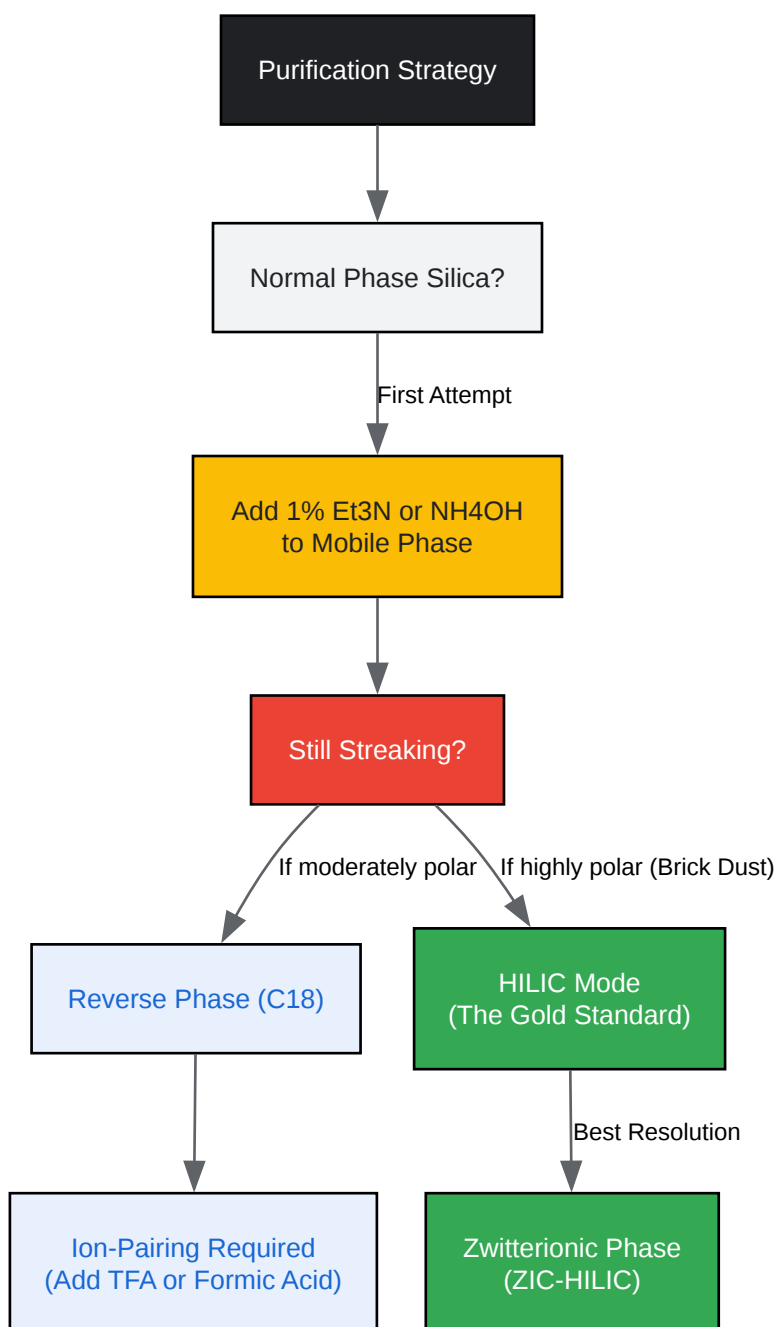 Purification Strategy
Normal Phase Silica?
First Attempt
Add 1% Et3N or NH4OH
to Mobile Phase
Still Streaking?
If moderately polar
If highly polar (Brick Dust)
Reverse Phase (C18)
HILIC Mode
(The Gold Standard)
Best Resolution
Ion-Pairing Required
(Add TFA or Formic Acid)
Zwitterionic Phase
(ZIC-HILIC)